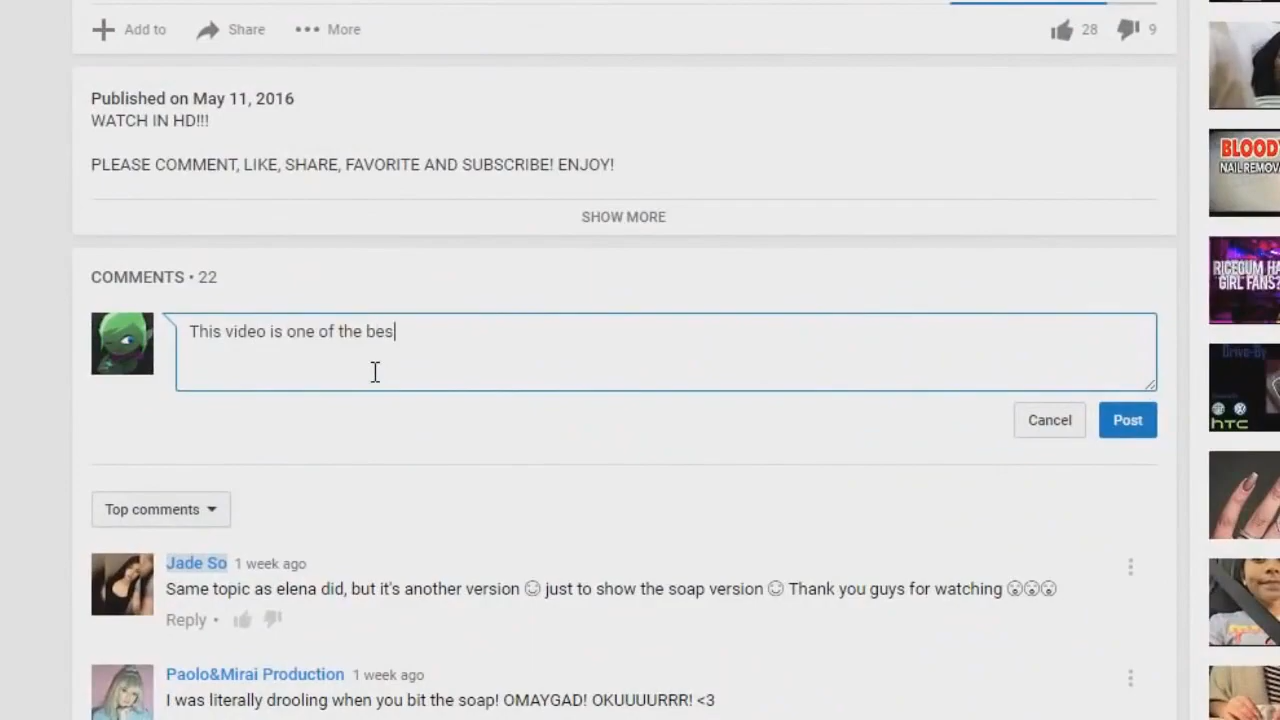 Add to
Share
More
28
9
Published on May 11, 2016
WATCH IN HD!!!
PLEASE COMMENT, LIKE, SHARE, FAVORITE AND SUBSCRIBE! ENJOY!
SHOW MORE
COMMENTS • 22
This video is one of the bes
Cancel
Post
Top comments
Jade So 1 week ago
Same topic as elena did, but it's another version just to show the soap version Thank you guys for watching
Reply •
Paolo&Mirai Production 1 week ago
I was literally drooling when you bit the soap! OMAYGAD! OKUUUURRR! <3
BLOODY
NAIL REMOV
RICEGUM HA
GIRL FANS?
Drive-By
hTC